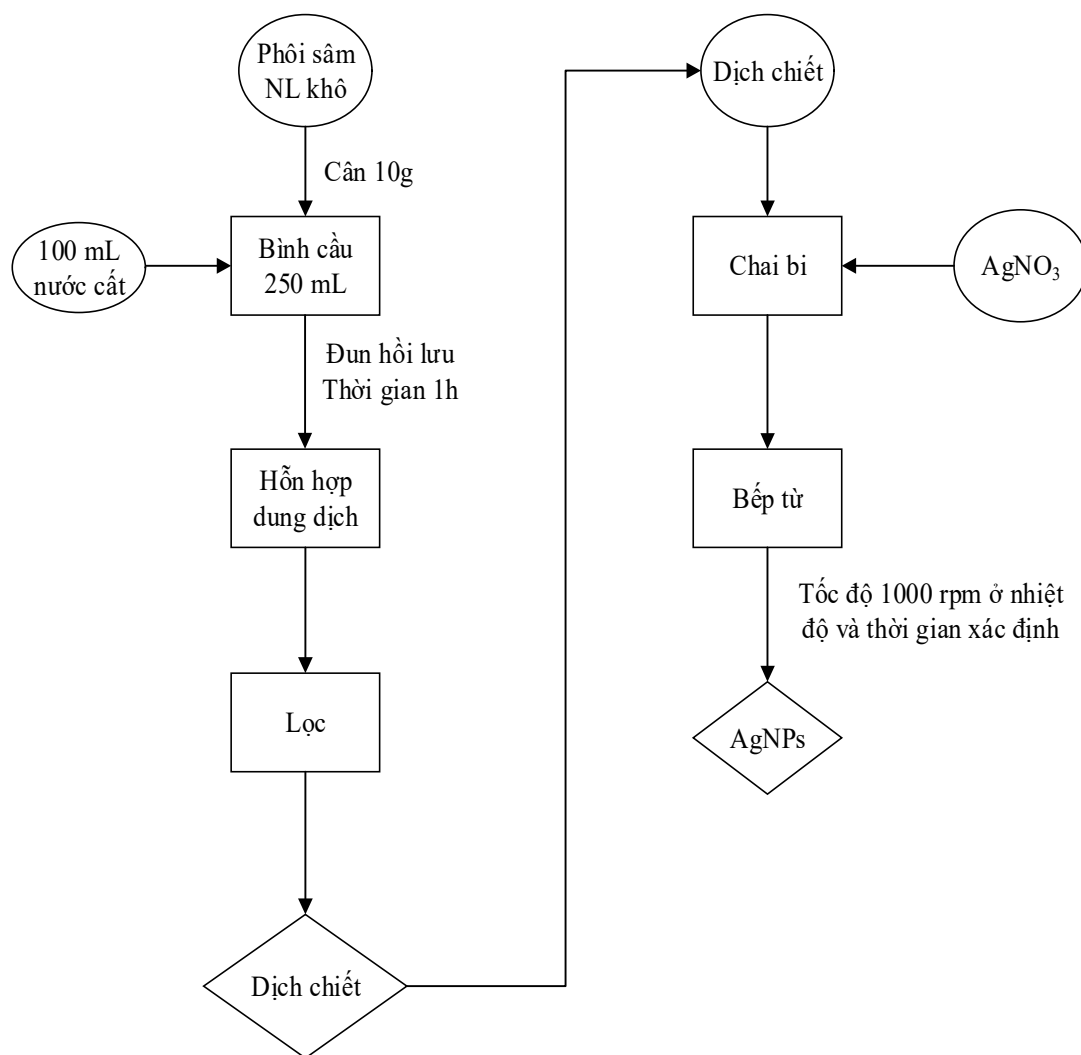 Phôi sâm
NL khô
Cân 10g
100 mL
nước cất
Bình cầu
250 mL
Đun hồi lưu
Thời gian 1h
Hỗn hợp
dung dịch
Lọc
Dịch chiết
Dịch chiết
Chai bi
AgNO₃
Bếp từ
Tốc độ 1000 rpm ở nhiệt
độ và thời gian xác định
AgNPs